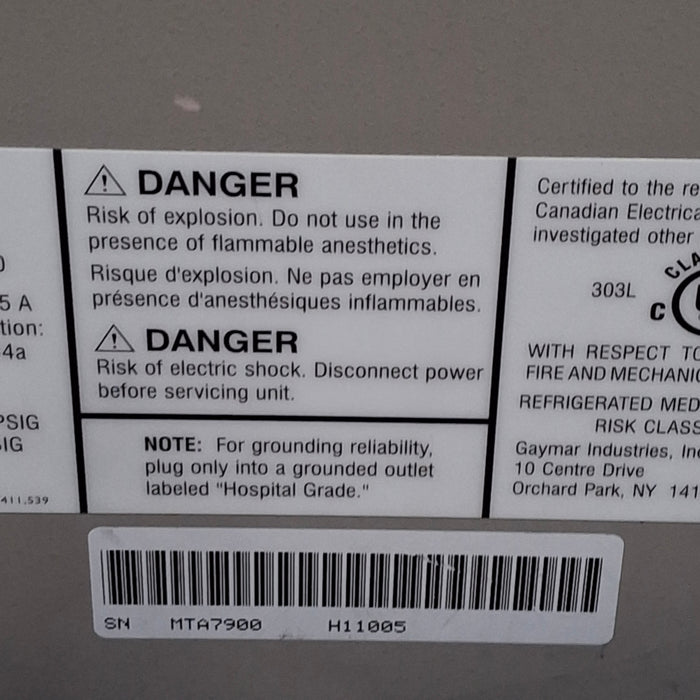 5 A
tion:
4a
PSIG
411.539
DANGER
Risk of explosion. Do not use in the
presence of flammable anesthetics.
Risque d'explosion. Ne pas employer en
présence d'anesthésiques inflammables.
DANGER
Risk of electric shock. Disconnect power
before servicing unit.
NOTE: For grounding reliability,
plug only into a grounded outlet
labeled "Hospital Grade."
Certified to the re
Canadian Electrica
investigated other
CLA
303L
C
WITH RESPECT TO
FIRE AND MECHANIC
REFRIGERATED MED
RISK CLASS
Gaymar Industries, Inc
10 Centre Drive
Orchard Park, NY 141
SN MTA7900 H11005